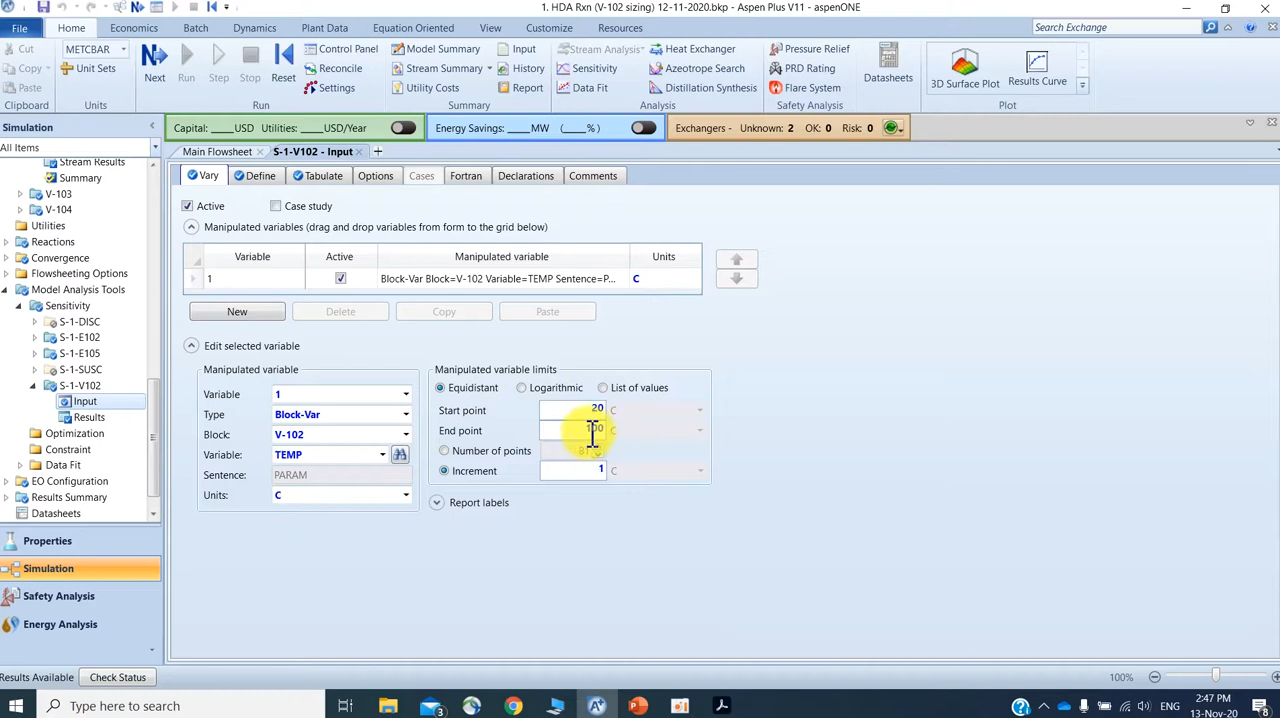 1. HDA Rxn (V-102 sizing) 12-11-2020.bkp - Aspen Plus V11 - aspenONE
File Home Economics Batch Dynamics Plant Data Equation Oriented View Customize Resources Search Exchange
Cut METCBAR Control Panel Model Summary Input Stream Analysis Heat Exchanger Pressure Relief
Copy Unit Sets Next Run Step Stop Reset Reconcile Stream Summary History Sensitivity Azeotrope Search PRD Rating Datasheets 3D Surface Plot Results Curve
Paste Settings Utility Costs Report Data Fit Distillation Synthesis Flare System
Clipboard Units Run Summary Analysis Safety Analysis Plot
Simulation
Capital: ____USD Utilities: ____USD/Year Energy Savings: ____MW (____%) Exchangers - Unknown: 2 OK: 0 Risk: 0
All Items
Main Flowsheet S-1-V102 - Input +
Stream Results
Summary
V-103
V-104
Utilities
Reactions
Convergence
Flowsheeting Options
Model Analysis Tools
Sensitivity
S-1-DISC
S-1-E102
S-1-E105
S-1-SUSC
S-1-V102
Input
Results
Optimization
Constraint
Data Fit
EO Configuration
Results Summary
Datasheets
Properties
Simulation
Safety Analysis
Energy Analysis
Vary Define Tabulate Options Cases Fortran Declarations Comments
Active Case study
Manipulated variables (drag and drop variables from form to the grid below)
Variable Active Manipulated variable Units
1 Block-Var Block=V-102 Variable=TEMP Sentence=P... C
New Delete Copy Paste
Edit selected variable
Manipulated variable
Variable 1
Type Block-Var
Block: V-102
Variable: TEMP
Sentence: PARAM
Units: C
Manipulated variable limits
Equidistant Logarithmic List of values
Start point 20 C
End point 100 C
Number of points 81
Increment 1 C
Report labels
Results Available Check Status 100%
Type here to search 3 2:47 PM
13-Nov-20 8